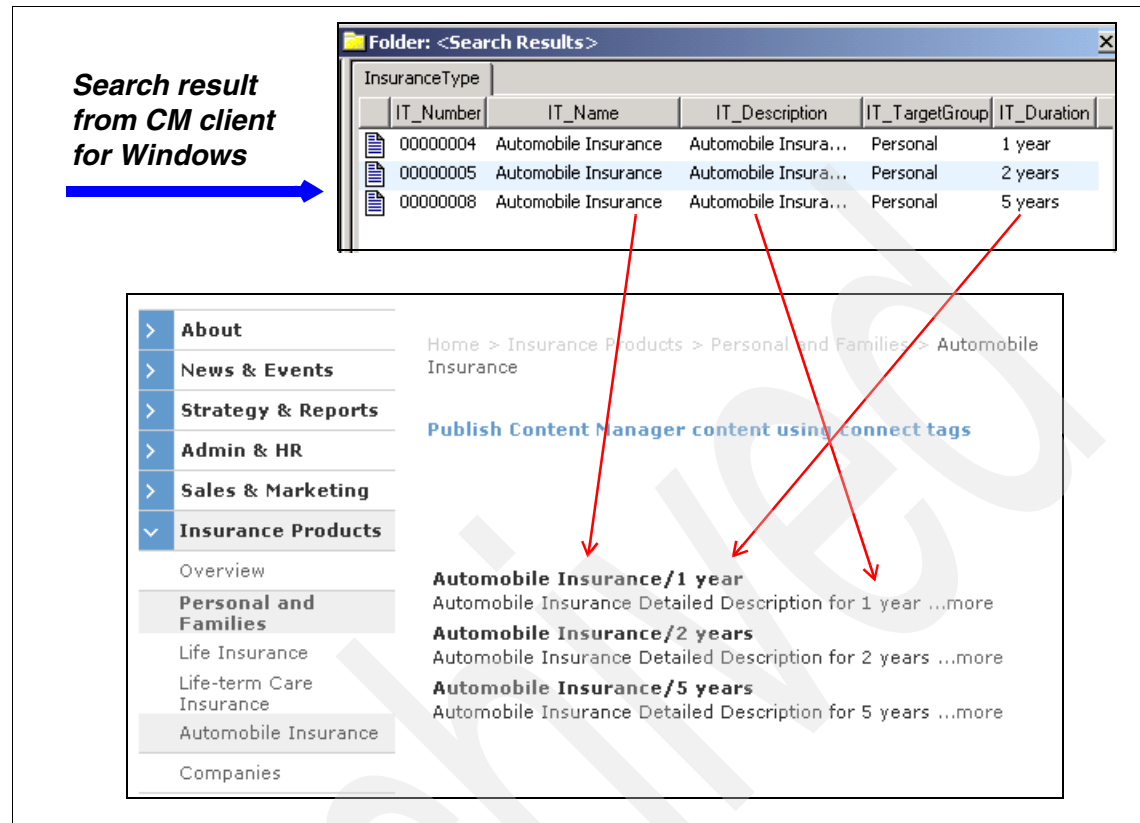 Search result
from CM client
for Windows
Folder: <Search Results>
InsuranceType
IT_Number IT_Name IT_Description IT_TargetGroup IT_Duration
00000004 Automobile Insurance Automobile Insura... Personal 1 year
00000005 Automobile Insurance Automobile Insura... Personal 2 years
00000008 Automobile Insurance Automobile Insura... Personal 5 years
About
News & Events
Strategy & Reports
Admin & HR
Sales & Marketing
Insurance Products
Overview
Personal and
Families
Life Insurance
Life-term Care
Insurance
Automobile Insurance
Companies
Home > Insurance Products > Personal and Families > Automobile
Insurance
Publish Content Manager content using connect tags
Automobile Insurance/1 year
Automobile Insurance Detailed Description for 1 year ...more
Automobile Insurance/2 years
Automobile Insurance Detailed Description for 2 years ...more
Automobile Insurance/5 years
Automobile Insurance Detailed Description for 5 years ...more